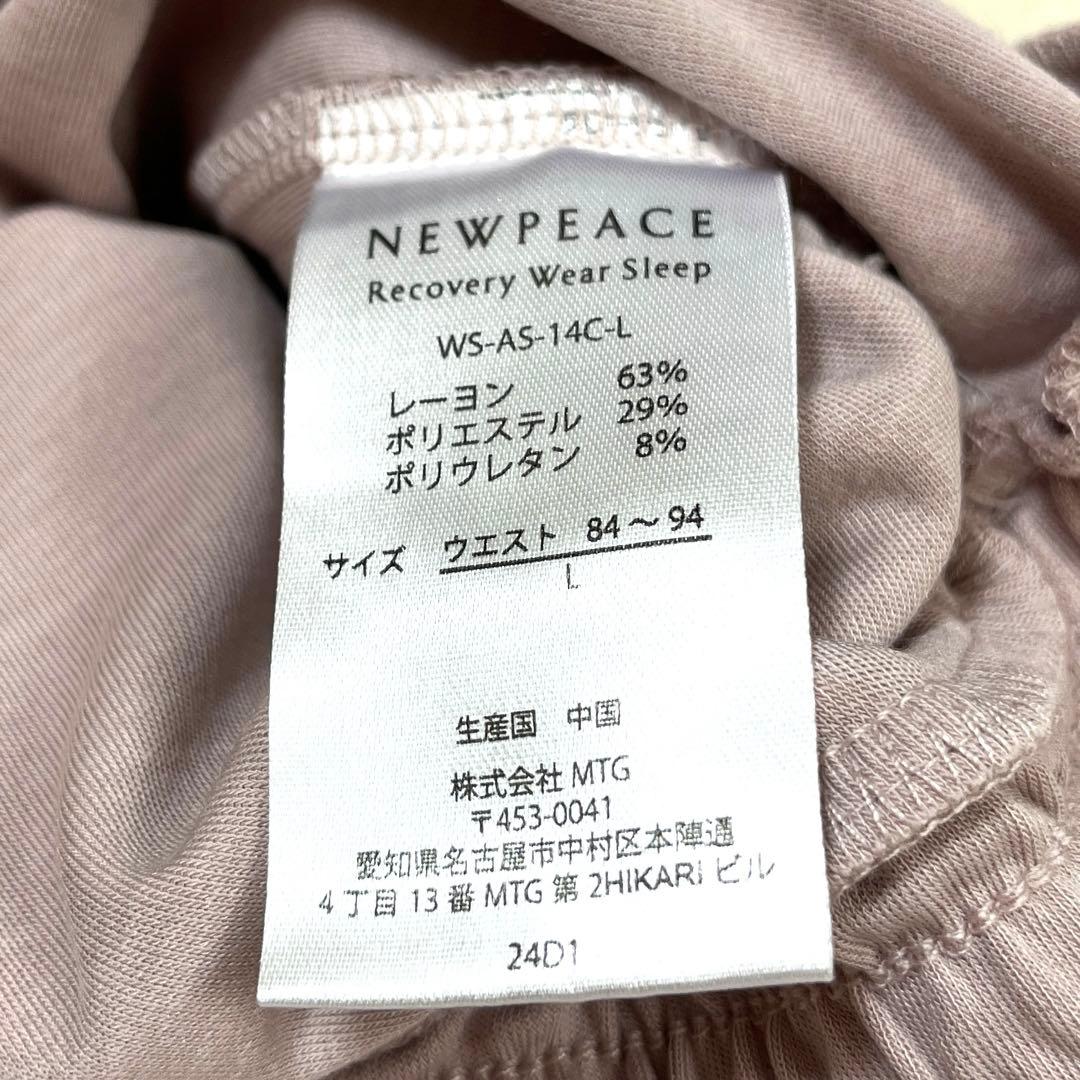 NEWPEACE
Recovery Wear Sleep
WS-AS-14C-L
レーヨン 63%
ポリエステル 29%
ポリウレタン 8%
サイズ ウエスト 84～94
L
生産国 中国
株式会社 MTG
〒453-0041
愛知県名古屋市中村区本陣通
4丁目13番 MTG 第2HIKARI ビル
24D1